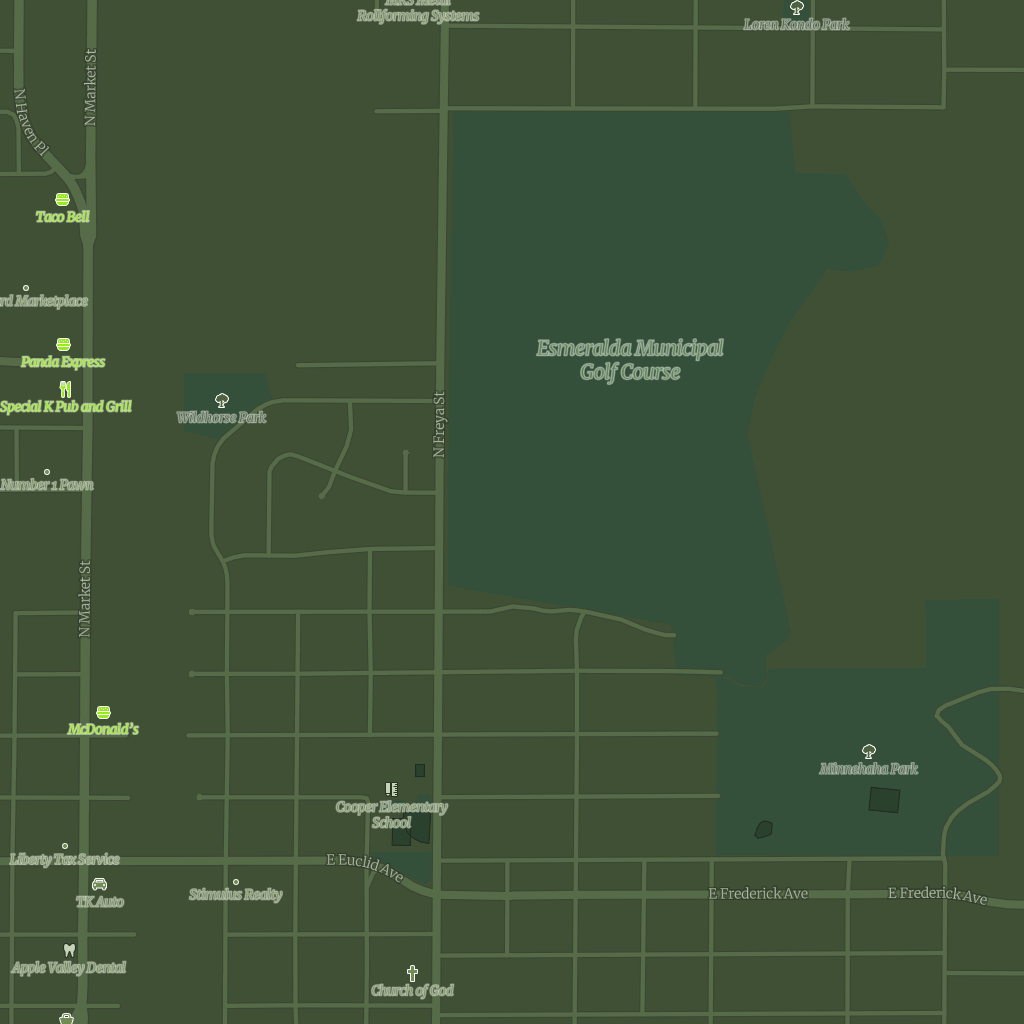 Rollforming Systems
Loren Kondo Park
N Market St
N Haven Pl
Taco Bell
rd Marketplace
Panda Express
Special K Pub and Grill
Esmeralda Municipal
Golf Course
Wildhorse Park
N Freya St
Number 1 Pawn
N Market St
McDonald's
Minnehaha Park
Cooper Elementary
School
Liberty Tax Service
E Euclid Ave
TK Auto
Stimulus Realty
E Frederick Ave
E Frederick Ave
Apple Valley Dental
Church of God